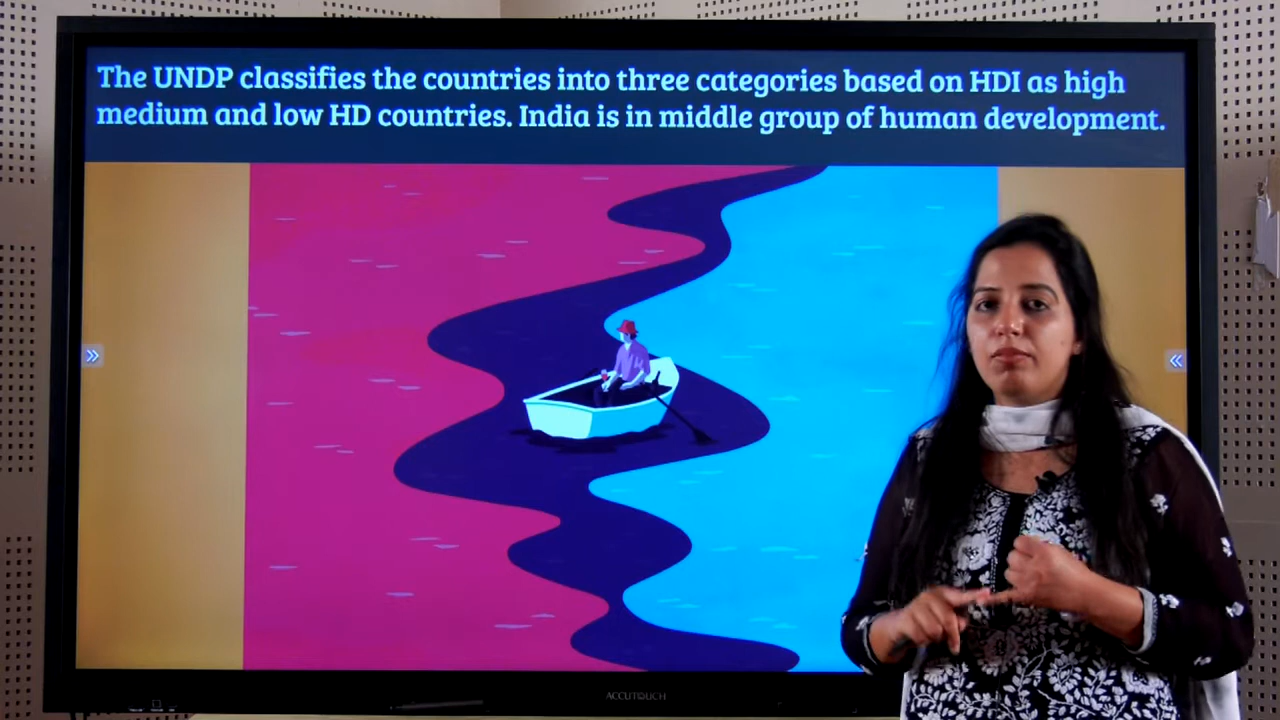 The UNDP classifies the countries into three categories based on HDI as high
medium and low HD countries. India is in middle group of human development.
ACCUTOUCH